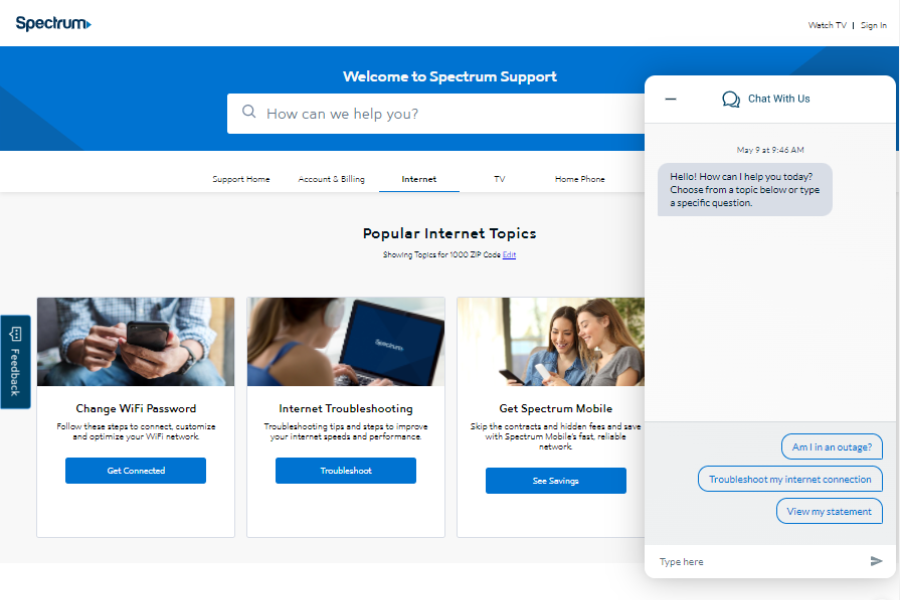 Spectrum
Watch TV | Sign In
Welcome to Spectrum Support
How can we help you?
Support Home
Account & Billing
Internet
TV
Home Phone
Popular Internet Topics
Showing Topics for 1000 ZIP Code Edit
Feedback
Change WiFi Password
Follow these steps to connect, customize
and optimize your WiFi network.
Get Connected
Spectrum
Internet Troubleshooting
Troubleshooting tips and steps to improve
your internet speeds and performance.
Troubleshoot
Get Spectrum Mobile
Skip the contracts and hidden fees and save
with Spectrum Mobile's fast, reliable
network.
See Savings
Chat With Us
May 9 at 9:46 AM
Hello! How can I help you today?
Choose from a topic below or type
a specific question.
Am I in an outage?
Troubleshoot my internet connection
View my statement
Type here